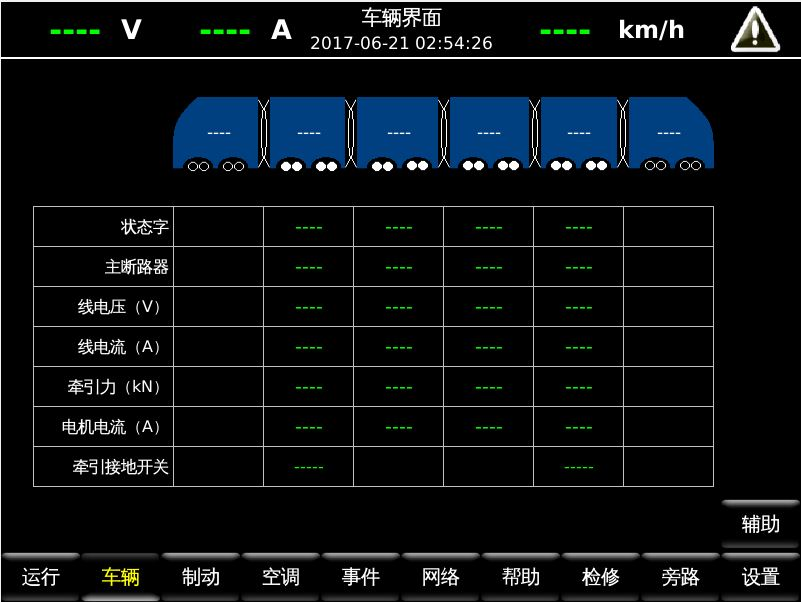 ---- V ---- A 车辆界面 ---- km/h
2017-06-21 02:54:26
---- ---- ---- ---- ---- ----
状态字 ---- ---- ---- ----
主断路器 ---- ---- ---- ----
线电压（V） ---- ---- ---- ----
线电流（A） ---- ---- ---- ----
牵引力（kN） ---- ---- ---- ----
电机电流（A） ---- ---- ---- ----
牵引接地开关 ----- -----
辅助
运行 车辆 制动 空调 事件 网络 帮助 检修 旁路 设置